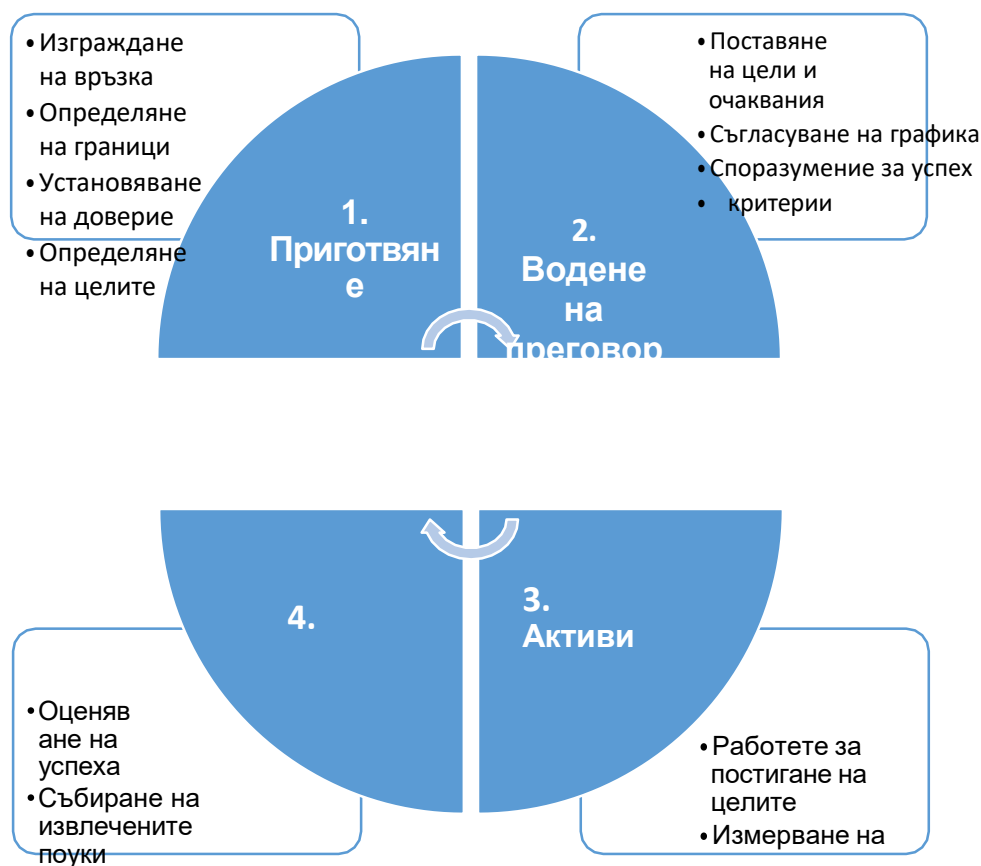 • Изграждане
на връзка
• Определяне
на граници
• Установяване
на доверие
• Определяне
на целите
1.
Приготвян
е
• Поставяне
на цели и
очаквания
• Съгласуване на графика
• Споразумение за успех
• критерии
2.
Водене
на
преговор
4.
3.
Активи
• Оценяв
ане на
успеха
• Събиране на
извлечените
поуки
• Работете за
постигане на
целите
• Измерване на